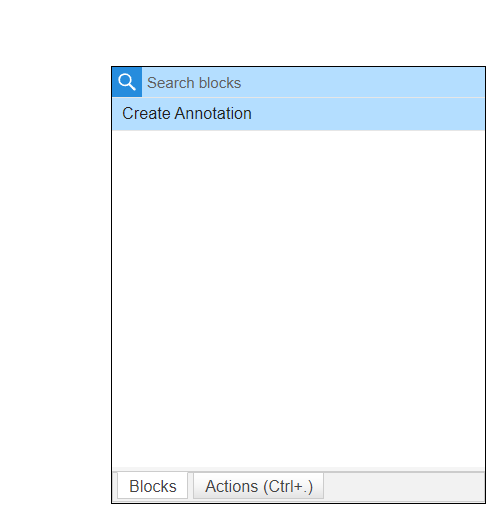 Search blocks
Create Annotation
Blocks Actions (Ctrl+.)